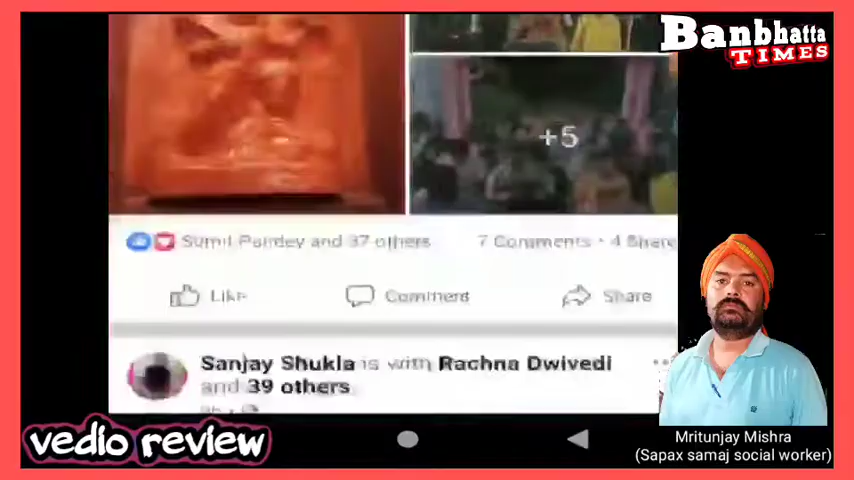 Banbhatta
TIMES
+5
Sumit Pandey and 37 others
7 Comments • 4 Share
Like
Comment
Share
Sanjay Shukla is with Rachna Dwivedi
and 39 others
vedio review
Mritunjay Mishra
(Sapax samaj social worker)